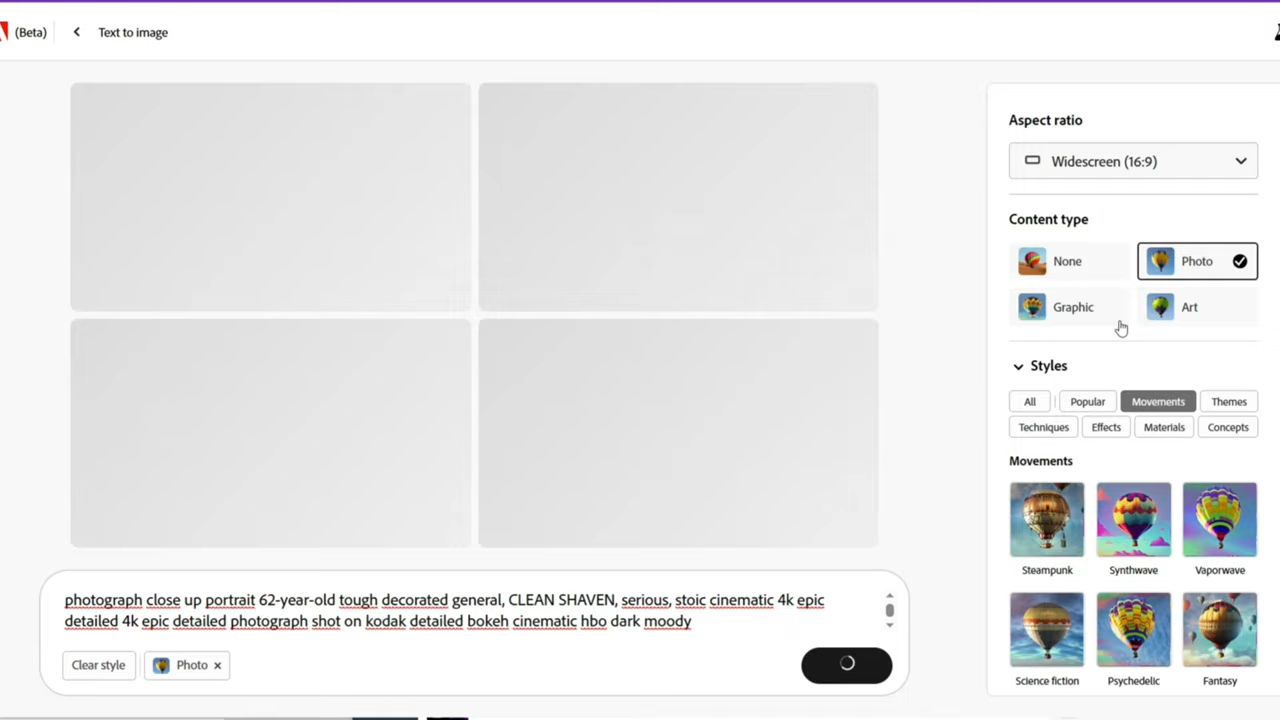 (Beta)
Text to image
Aspect ratio
Widescreen (16:9)
Content type
None
Photo
Graphic
Art
Styles
All
Popular
Movements
Themes
Techniques
Effects
Materials
Concepts
Movements
Steampunk
Synthwave
Vaporwave
Science fiction
Psychedelic
Fantasy
photograph close up portrait 62-year-old tough decorated general, CLEAN SHAVEN, serious, stoic cinematic 4k epic
detailed 4k epic detailed photograph shot on kodak detailed bokeh cinematic hbo dark moody
Clear style
Photo